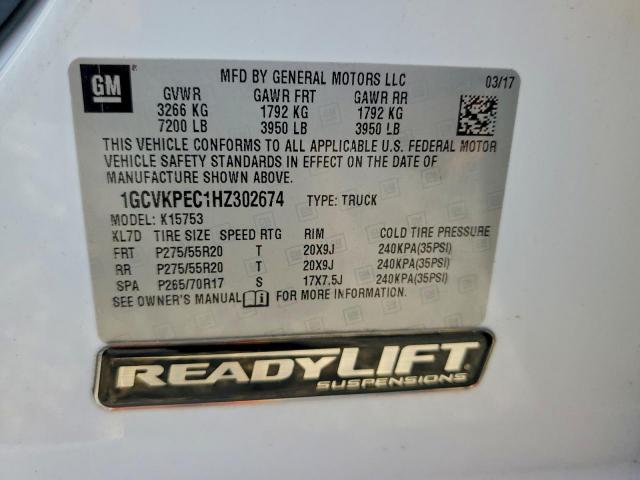 GM
MFD BY GENERAL MOTORS LLC
03/17
GVWR GAWR FRT GAWR RR
3266 KG 1792 KG 1792 KG
7200 LB 3950 LB 3950 LB
THIS VEHICLE CONFORMS TO ALL APPLICABLE U.S. FEDERAL MOTOR
VEHICLE SAFETY STANDARDS IN EFFECT ON THE DATE OF
MANUFACTURE SHOWN ABOVE.
1GCVKPEC1HZ302674 TYPE: TRUCK
MODEL: K15753
KL7D TIRE SIZE SPEED RTG RIM COLD TIRE PRESSURE
FRT P275/55R20 T 20X9J 240KPA(35PSI)
RR P275/55R20 T 20X9J 240KPA(35PSI)
SPA P265/70R17 S 17X7.5J 240KPA(35PSI)
SEE OWNER'S MANUAL FOR MORE INFORMATION.
READYLIFT
SUSPENSIONS